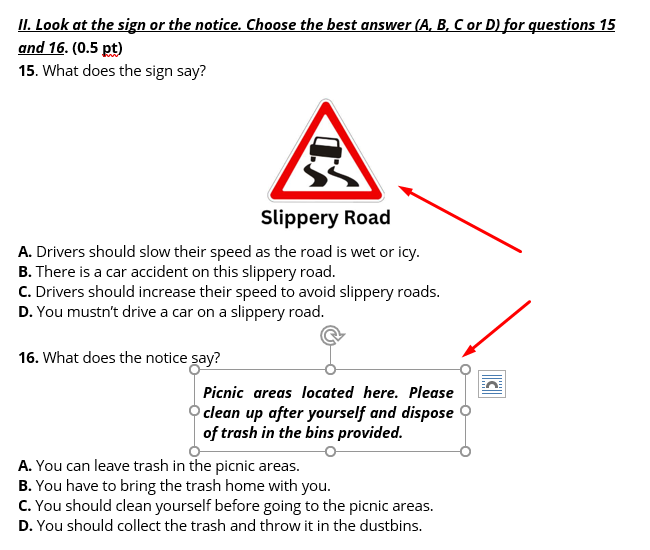 II. Look at the sign or the notice. Choose the best answer (A, B, C or D) for questions 15
and 16. (0.5 pt)
15. What does the sign say?
Slippery Road
A. Drivers should slow their speed as the road is wet or icy.
B. There is a car accident on this slippery road.
C. Drivers should increase their speed to avoid slippery roads.
D. You mustn't drive a car on a slippery road.
16. What does the notice say?
Picnic areas located here. Please
clean up after yourself and dispose
of trash in the bins provided.
A. You can leave trash in the picnic areas.
B. You have to bring the trash home with you.
C. You should clean yourself before going to the picnic areas.
D. You should collect the trash and throw it in the dustbins.